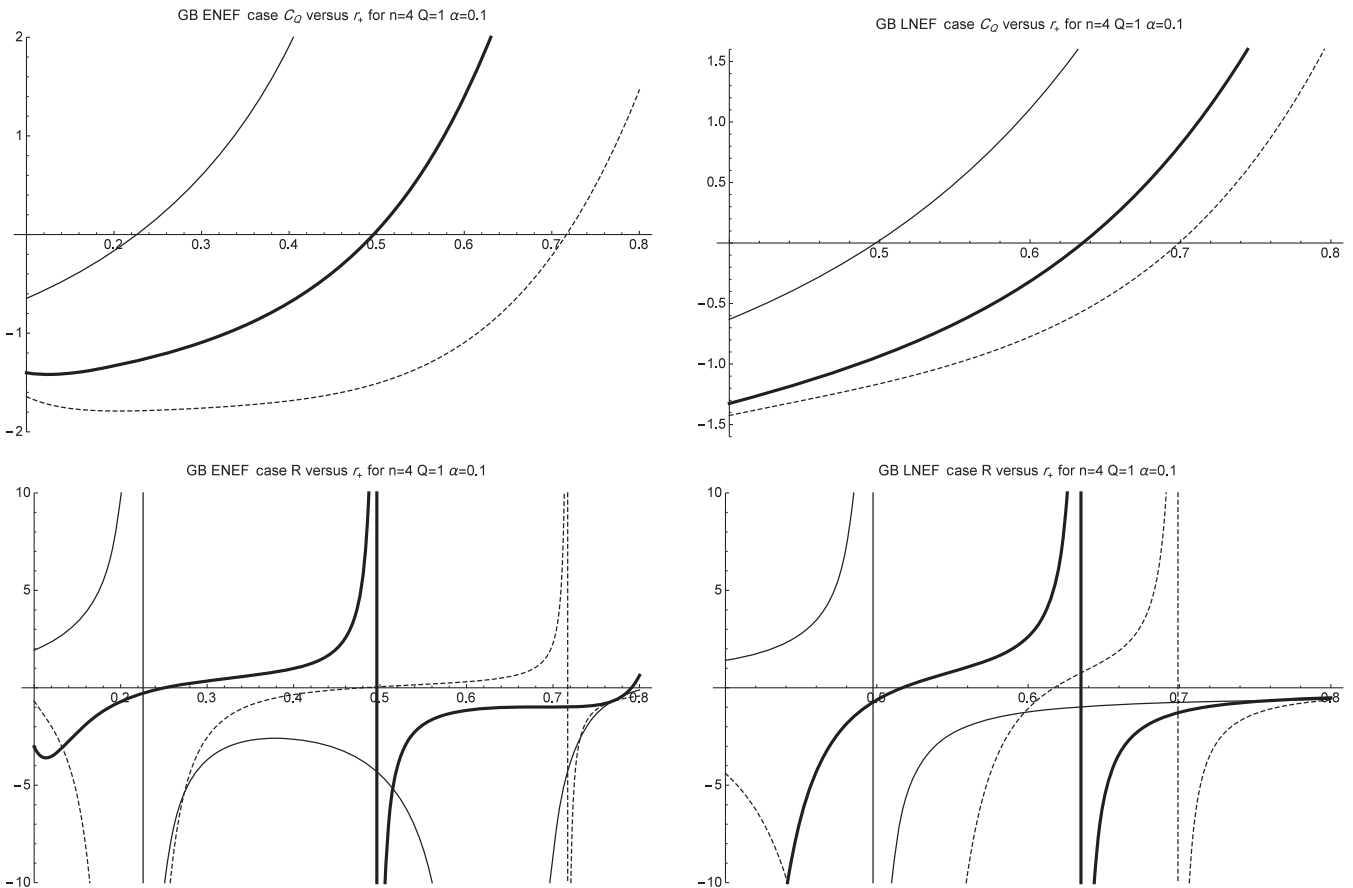 GB ENEF case C_Q versus r_+ for n=4 Q=1 α=0.1
2
1
-1
-2
0.2 0.3 0.4 0.5 0.6 0.7 0.8
GB LNEF case C_Q versus r_+ for n=4 Q=1 α=0.1
1.5
1.0
0.5
-0.5
-1.0
-1.5
0.5 0.6 0.7 0.8
GB ENEF case R versus r_+ for n=4 Q=1 α=0.1
10
5
-5
-10
0.2 0.3 0.4 0.5 0.6 0.7 0.8
GB LNEF case R versus r_+ for n=4 Q=1 α=0.1
10
5
-5
-10
0.5 0.6 0.7 0.8